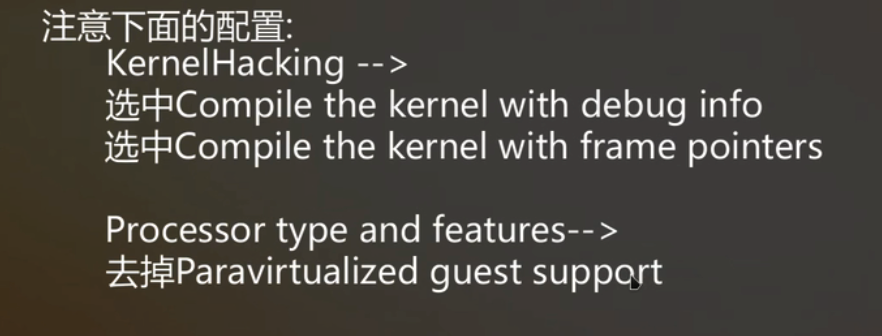 注意下面的配置:
KernelHacking -->
选中Compile the kernel with debug info
选中Compile the kernel with frame pointers
Processor type and features-->
去掉Paravirtualized guest support